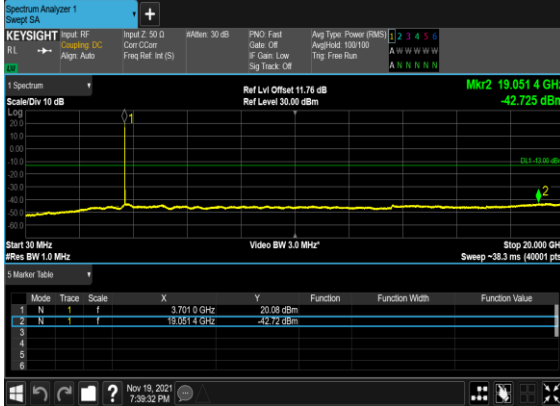 Spectrum Analyzer 1
Swept SA
+
KEYSIGHT
RL
Input: RF
Coupling: DC
Align: Auto
Input Z: 50 Ω
Corr CCorr
Freq Ref: Int (S)
#Atten: 30 dB
PNO: Fast
Gate: Off
IF Gain: Low
Sig Track: Off
Avg Type: Power (RMS)
Avg|Hold: 100/100
Trig: Free Run
1 2 3 4 5 6
A W W W W W
A N N N N N
1 Spectrum
Scale/Div 10 dB
Ref Lvl Offset 11.76 dB
Ref Level 30.00 dBm
Mkr2 19.051 4 GHz
-42.725 dBm
Log
20.0
10.0
0.00
-10.0
-20.0
-30.0
-40.0
-50.0
-60.0
1
DL1 -13.00 dBm
2
Start 30 MHz
#Res BW 1.0 MHz
Video BW 3.0 MHz*
Stop 20.000 GH
Sweep ~38.3 ms (40001 pts
5 Marker Table
Mode Trace Scale X Y Function Function Width Function Value
1 N 1 f 3.701 0 GHz 20.08 dBm
2 N 1 f 19.051 4 GHz -42.72 dBm
3
4
5
6
?
Nov 19, 2021
7:39:32 PM